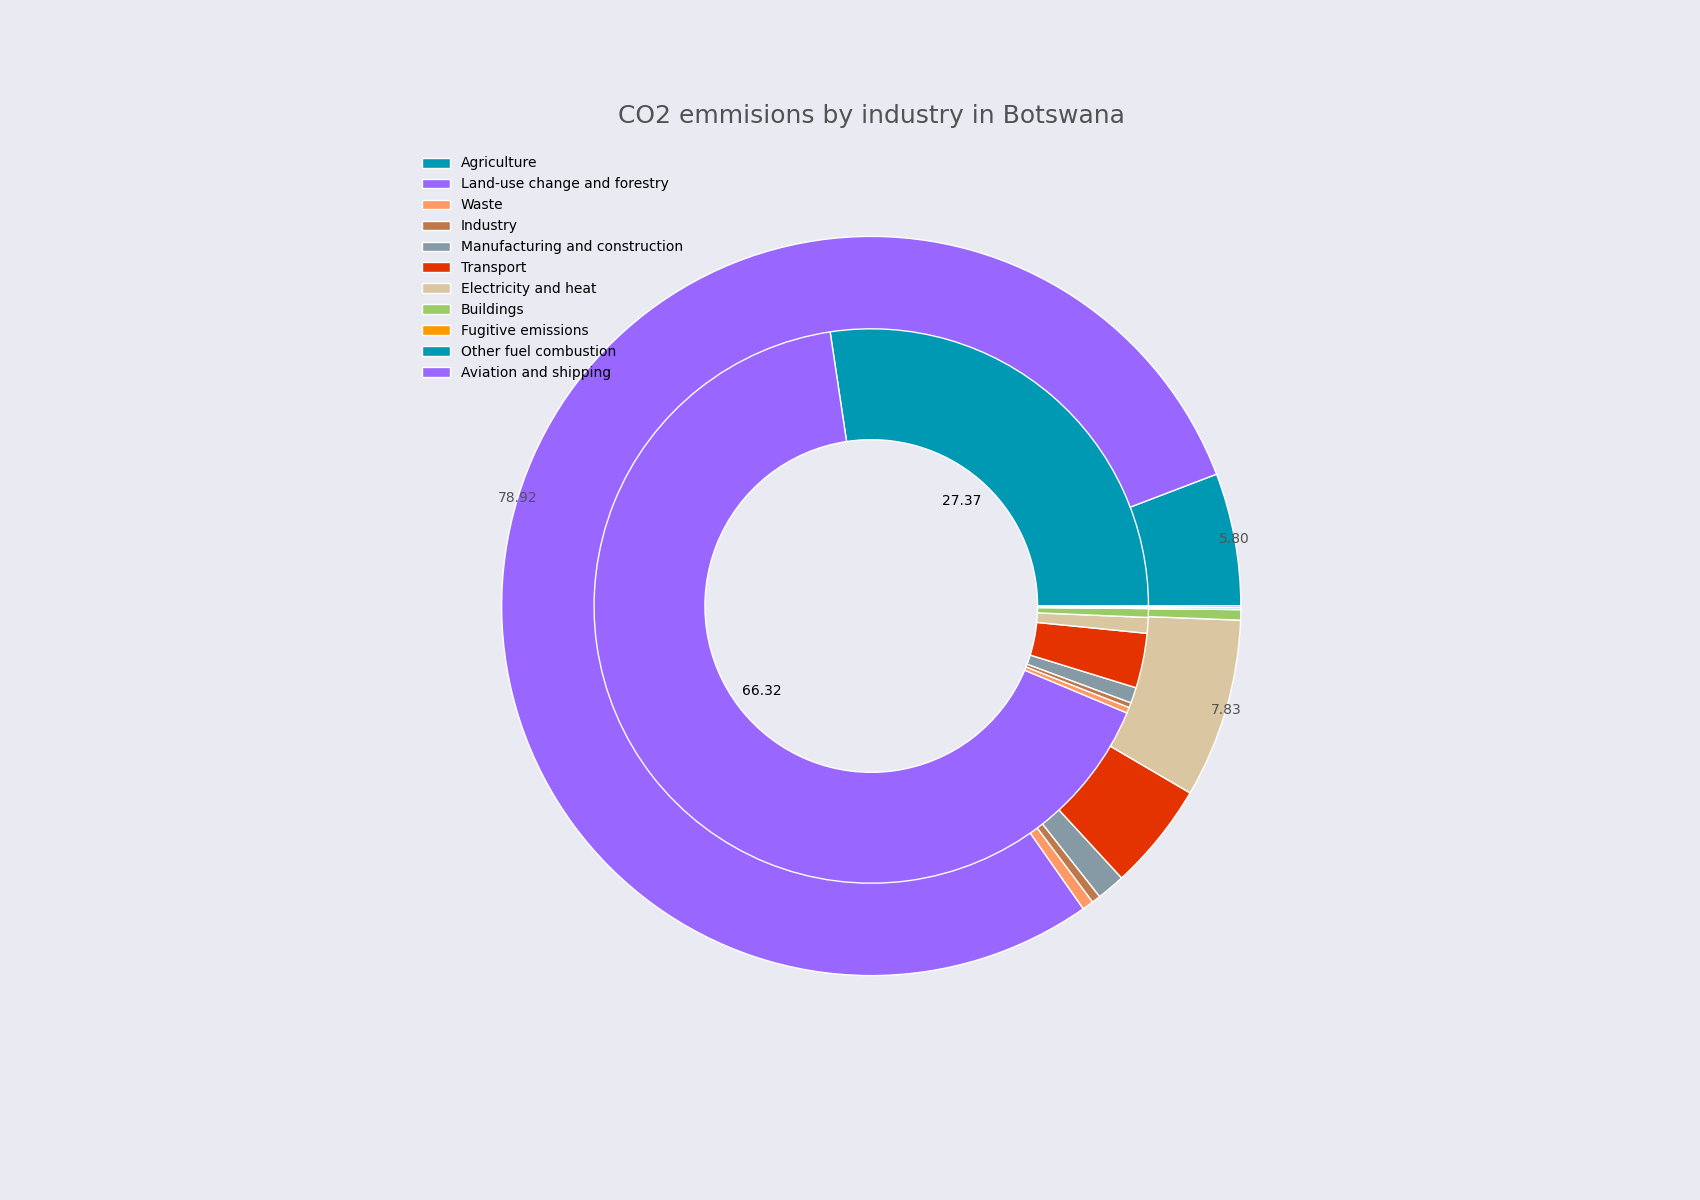 CO2 emmisions by industry in Botswana
Agriculture
Land-use change and forestry
Waste
Industry
Manufacturing and construction
Transport
Electricity and heat
Buildings
Fugitive emissions
Other fuel combustion
Aviation and shipping
78.92
27.37
5.80
66.32
7.83